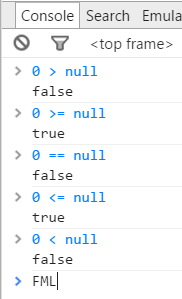 Console Search Emula
<top frame>
> 0 > null
false
> 0 >= null
true
> 0 == null
false
> 0 <= null
true
> 0 < null
false
> FML